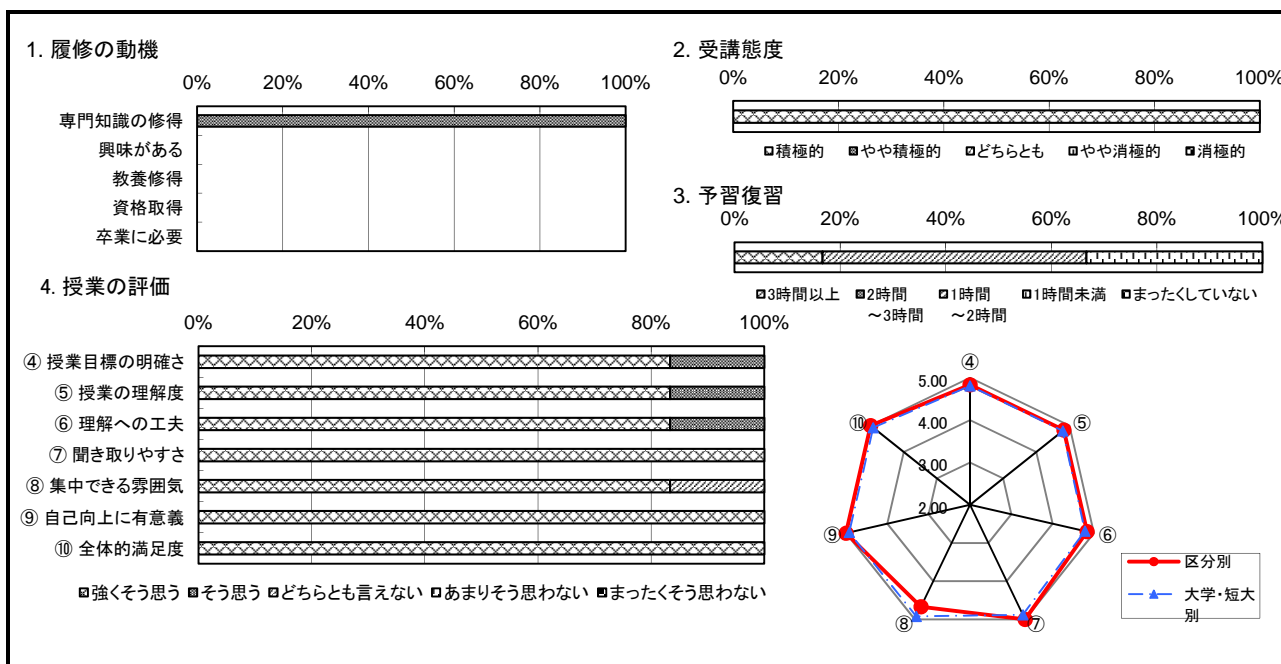 1. 履修の動機
0% 20% 40% 60% 80% 100%
専門知識の修得
興味がある
教養修得
資格取得
卒業に必要
2. 受講態度
0% 20% 40% 60% 80% 100%
積極的 やや積極的 どちらとも やや消極的 消極的
3. 予習復習
0% 20% 40% 60% 80% 100%
3時間以上 2時間 1時間 1時間未満 まったくしていない
～3時間 ～2時間
4. 授業の評価
0% 20% 40% 60% 80% 100%
④ 授業目標の明確さ
⑤ 授業の理解度
⑥ 理解への工夫
⑦ 聞き取りやすさ
⑧ 集中できる雰囲気
⑨ 自己向上に有意義
⑩ 全体的満足度
強くそう思う そう思う どちらとも言えない あまりそう思わない まったくそう思わない
④
5.00
⑩ ⑤
4.00
3.00
2.00
⑨ ⑥
⑧ ⑦
区分別
大学・短大
別